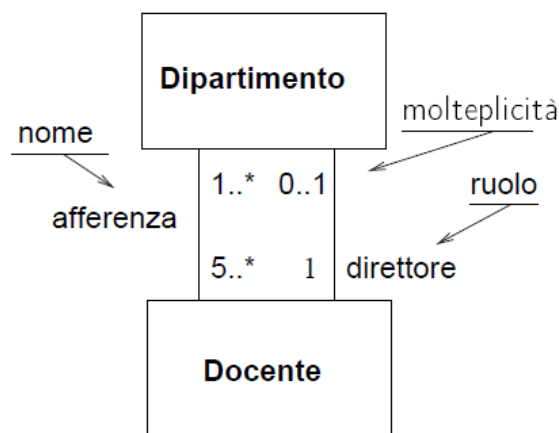 Dipartimento
molteplicità
nome
1..* 0..1
ruolo
afferenza
5..* 1 direttore
Docente